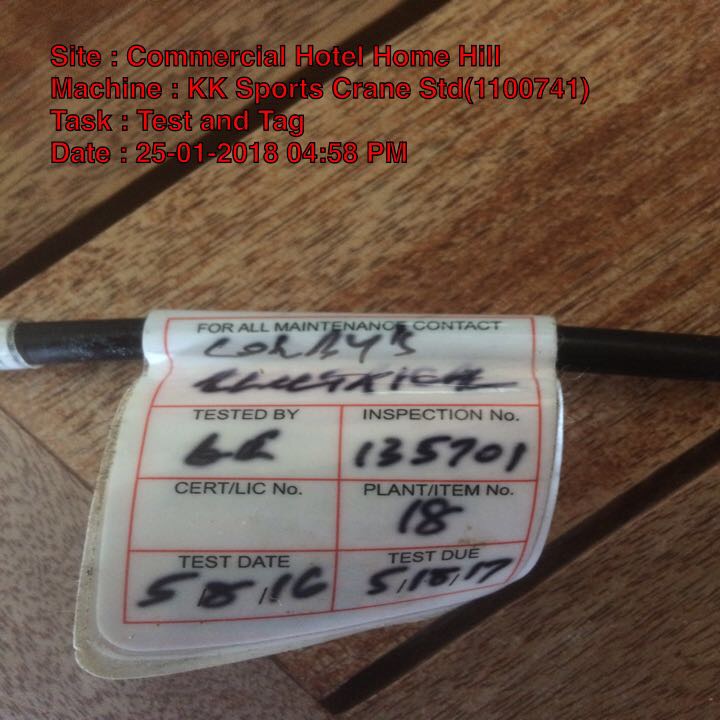 Site : Commercial Hotel Home Hill
Machine : KK Sports Crane Std(1100741)
Task : Test and Tag
Date : 25-01-2018 04:58 PM
FOR ALL MAINTENANCE CONTACT
ELECTRICAL
TESTED BY
INSPECTION No.
135701
CERT/LIC No.
PLANT/ITEM No.
18
TEST DATE
TEST DUE